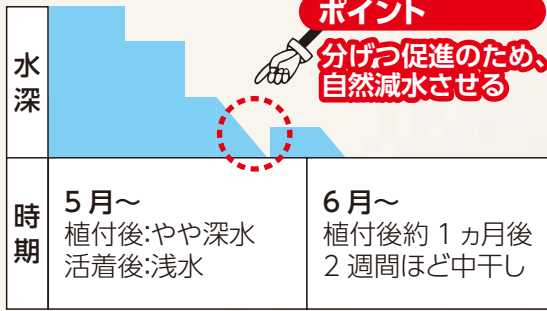 ポイント
分げつ促進のため、
自然減水させる
水深
時期
5月〜
植付後:やや深水
活着後:浅水
6月〜
植付後約1ヵ月後
2週間ほど中干し